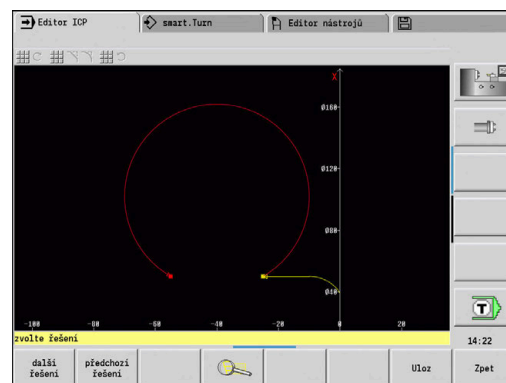 Editor ICP
smart.Turn
Editor nástrojů
X
Ø160
Ø120
Ø80
Ø40
-100 -80 -60 -40 -20 0 20
zvolte řešení
14:22
T
další řešení
předchozí řešení
Uloz
Zpet